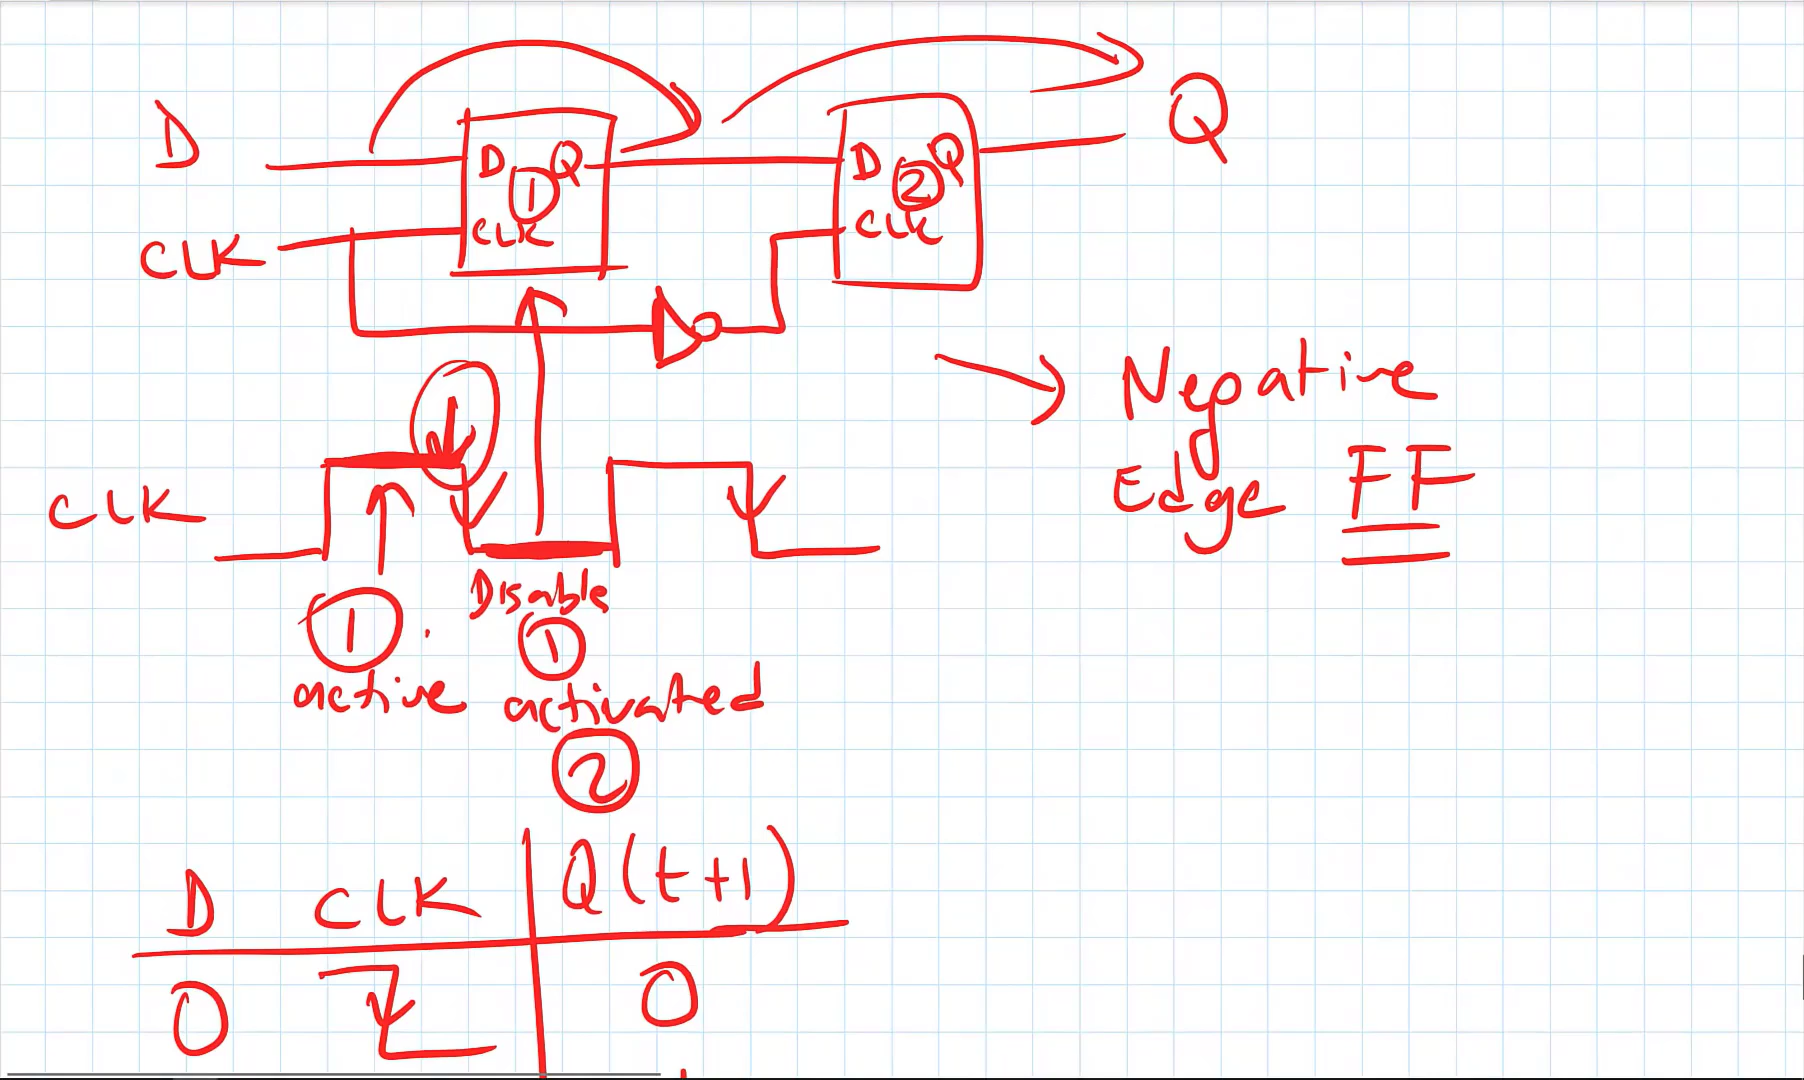 D
D Q
1
CLK
D Q
2
CLK
Q
CLK
Negative
Edge FF
CLK
1
active
Disable
1
activated
2
D CLK Q(t+1)
0 0